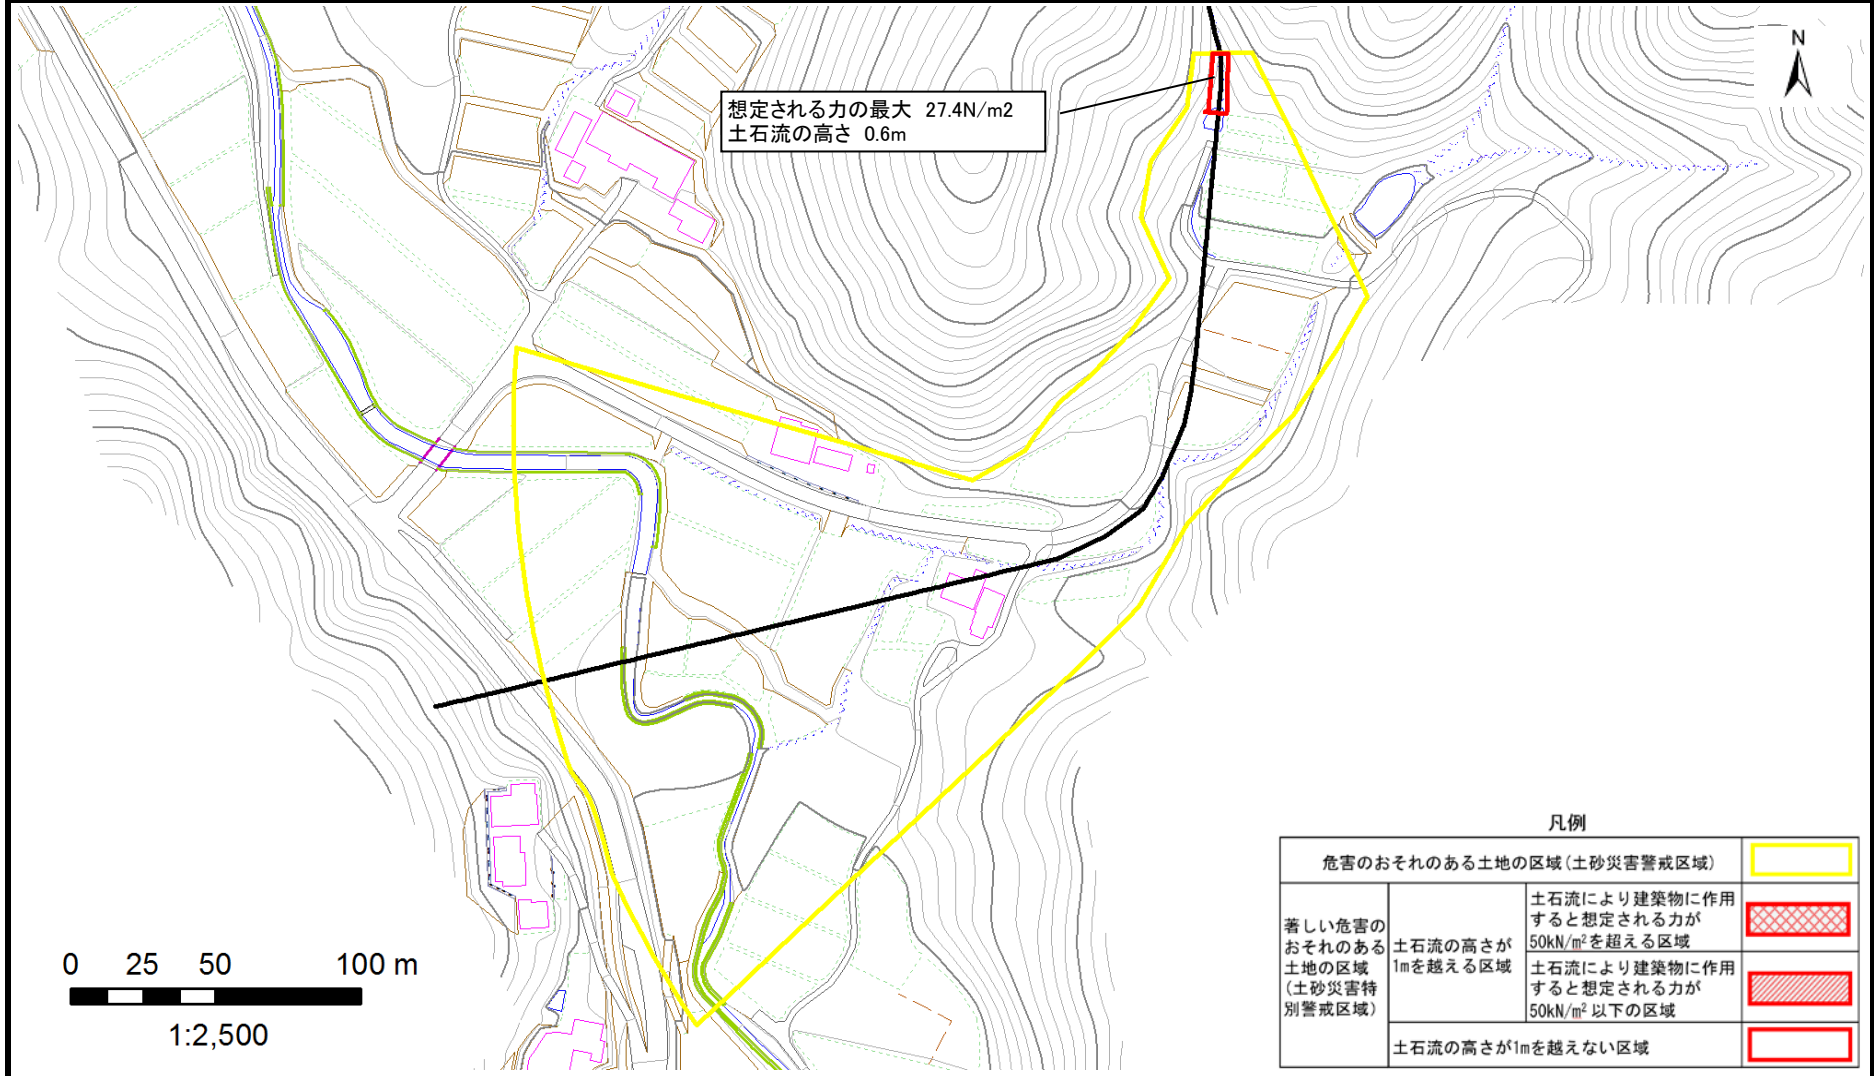 N
想定される力の最大 27.4N/m2
土石流の高さ 0.6m
0 25 50 100 m
1:2,500
凡例
危害のおそれのある土地の区域(土砂災害警戒区域)
著しい危害の
おそれのある
土地の区域
(土砂災害特
別警戒区域)
土石流の高さが
1mを越える区域
土石流により建築物に作用
すると想定される力が
50kN/m²を超える区域
土石流により建築物に作用
すると想定される力が
50kN/m²以下の区域
土石流の高さが1mを越えない区域